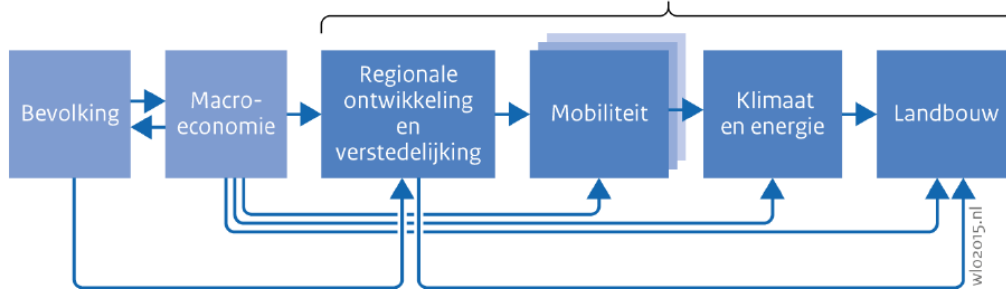 Bevolking
Macro-
economie
Regionale
ontwikkeling
en
verstedelijking
Mobiliteit
Klimaat
en energie
Landbouw
wlo2015.nl